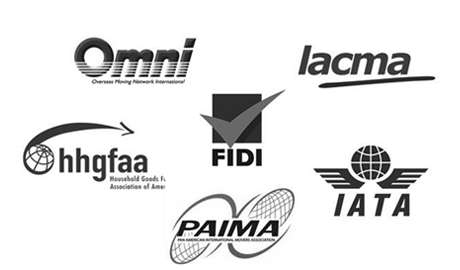 Omni
Overseas Moving Network International
lacma
FIDI
hhgfaa
Household Goods F
Association of Amer
IATA
PAIMA
PAN AMERICAN INTERNATIONAL MOVERS ASSOCIATION